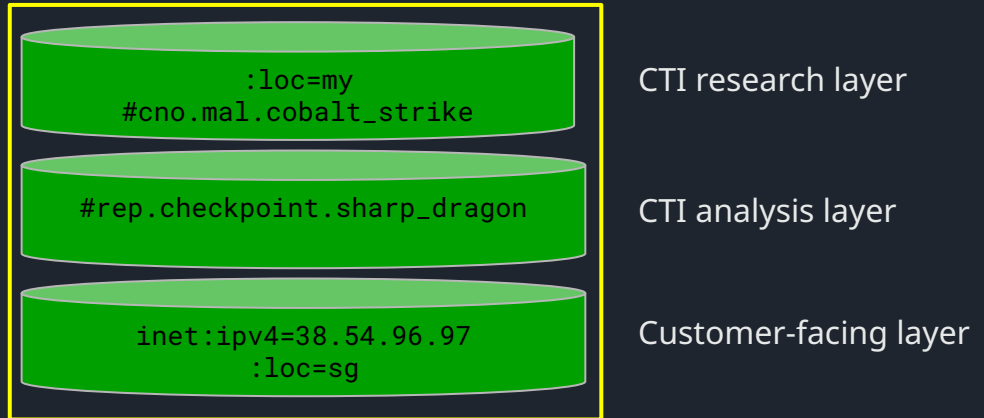 :loc=my
#cno.mal.cobalt_strike
CTI research layer
#rep.checkpoint.sharp_dragon
CTI analysis layer
inet:ipv4=38.54.96.97
:loc=sg
Customer-facing layer